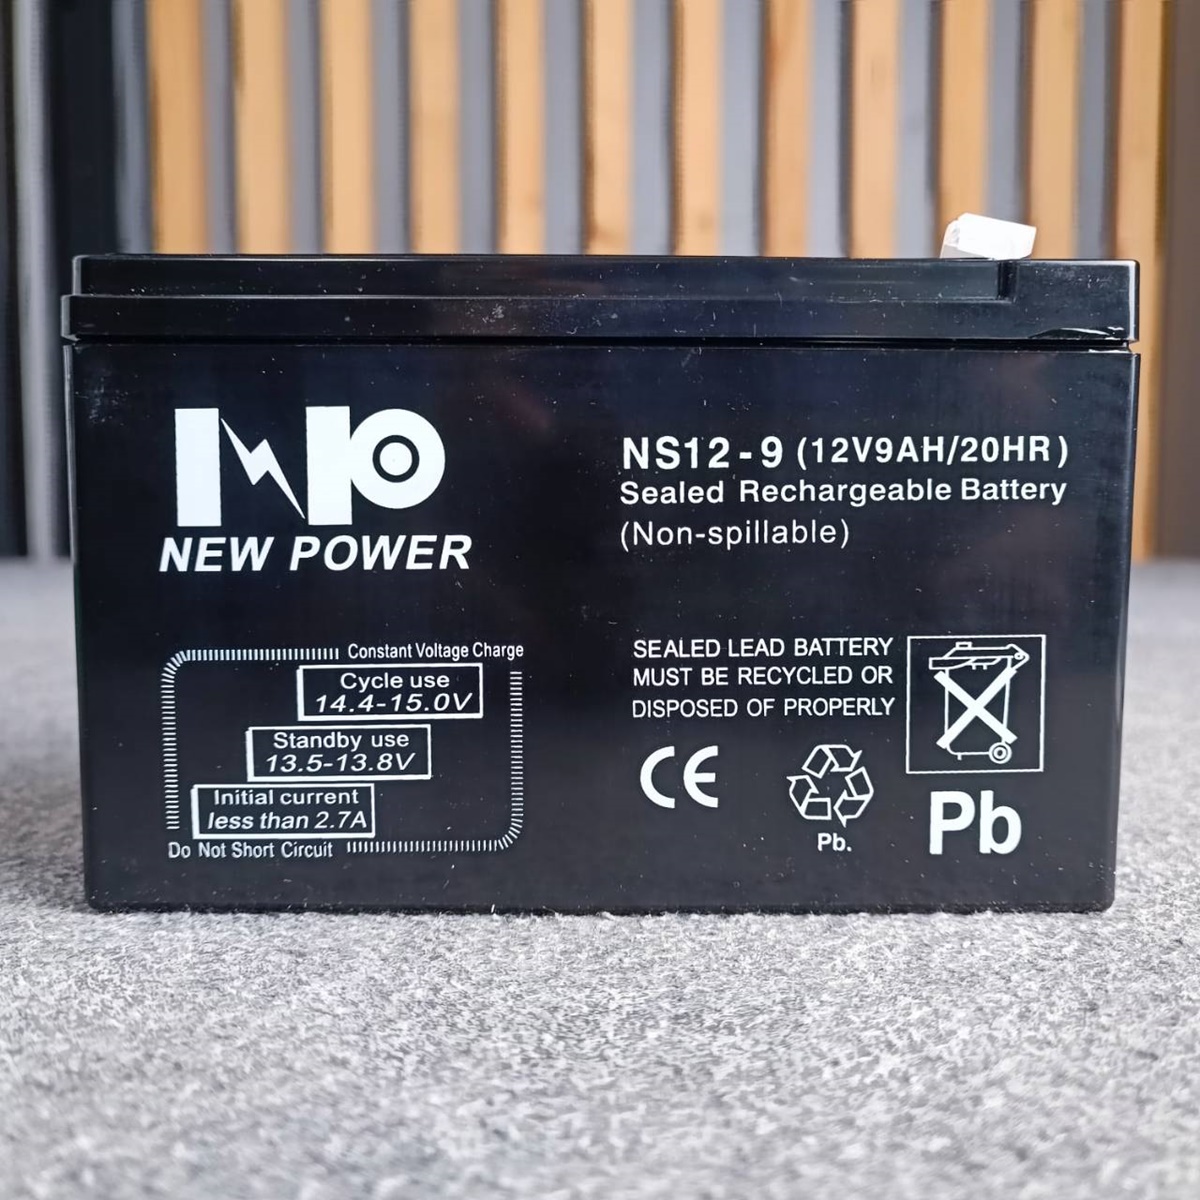 NP
NEW POWER
NS12-9 (12V9AH/20HR)
Sealed Rechargeable Battery
(Non-spillable)
Constant Voltage Charge
Cycle use
14.4-15.0V
Standby use
13.5-13.8V
Initial current
less than 2.7A
Do Not Short Circuit
SEALED LEAD BATTERY
MUST BE RECYCLED OR
DISPOSED OF PROPERLY
CE
Pb.
Pb